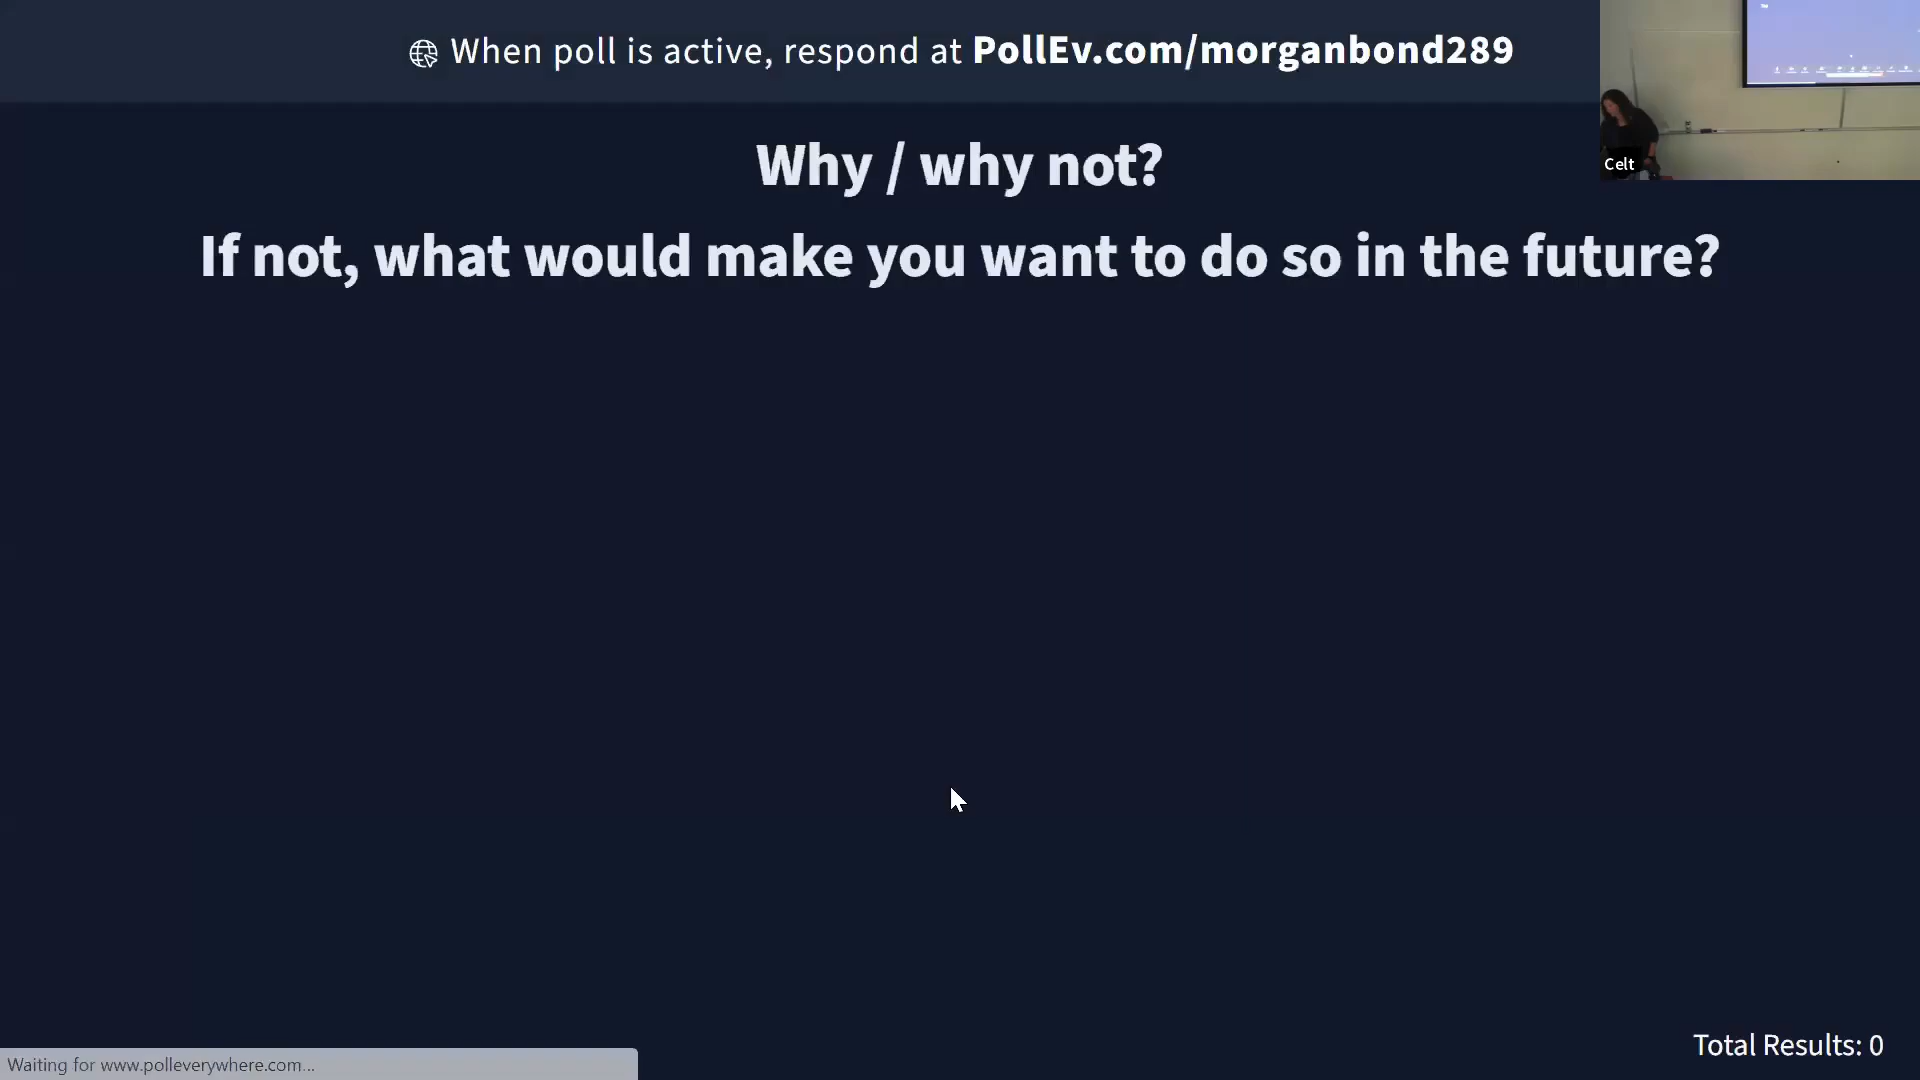 When poll is active, respond at PollEv.com/morganbond289
Why / why not?
If not, what would make you want to do so in the future?
Celt
Total Results: 0
Waiting for www.polleverywhere.com...